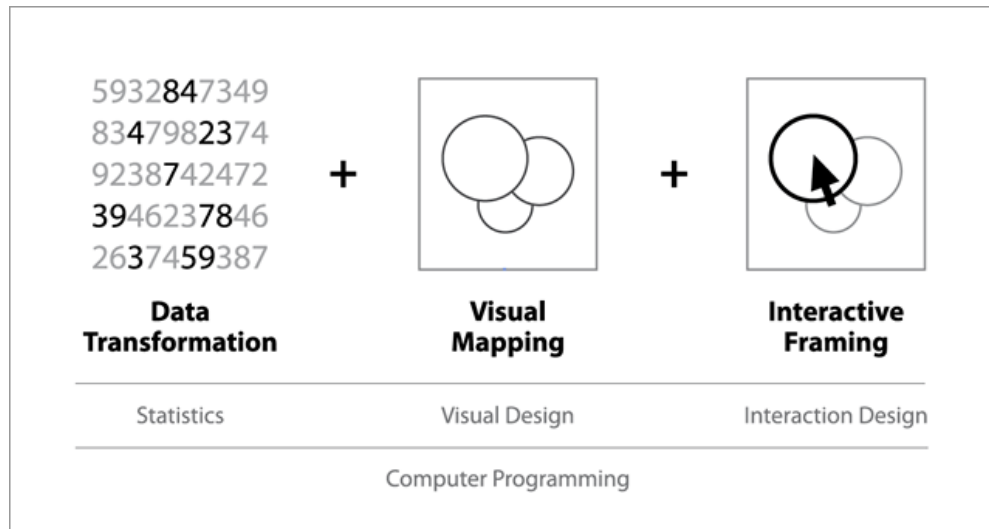 5932847349
8347982374
9238742472
3946237846
2637459387
+
+
Data
Transformation
Visual
Mapping
Interactive
Framing
Statistics
Visual Design
Interaction Design
Computer Programming